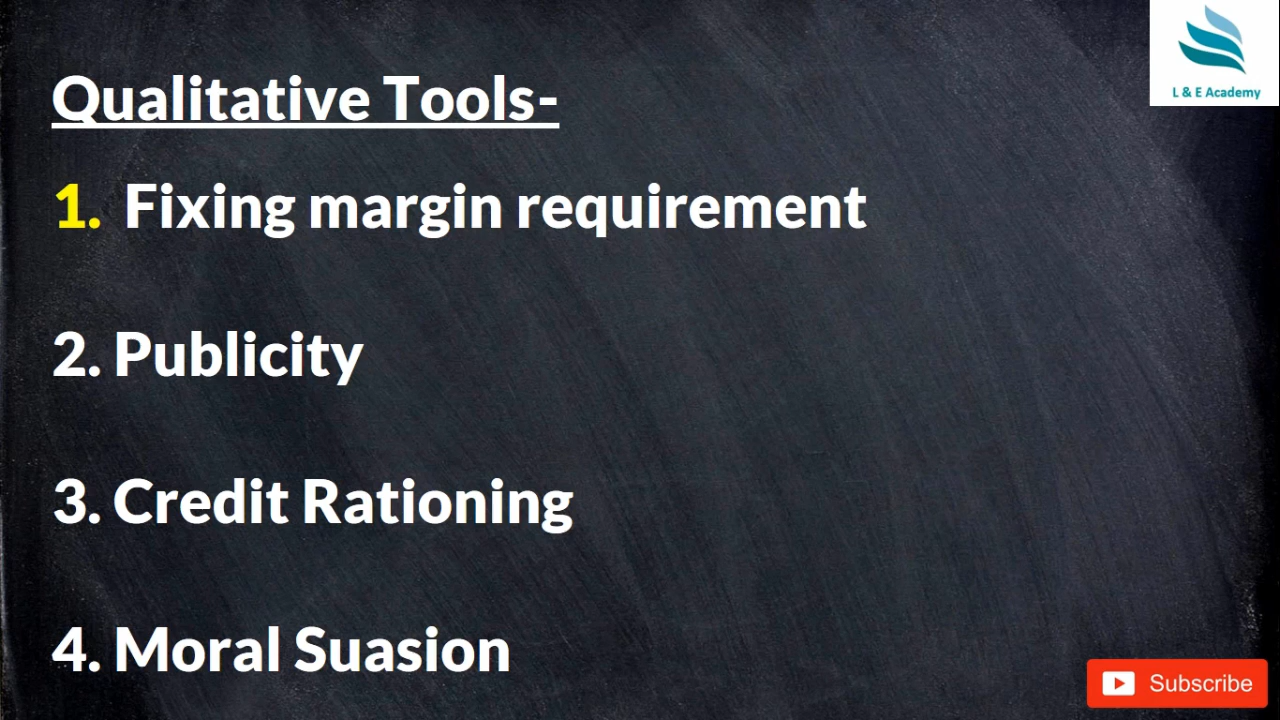 L & E Academy
Qualitative Tools-
1. Fixing margin requirement
2. Publicity
3. Credit Rationing
4. Moral Suasion
Subscribe